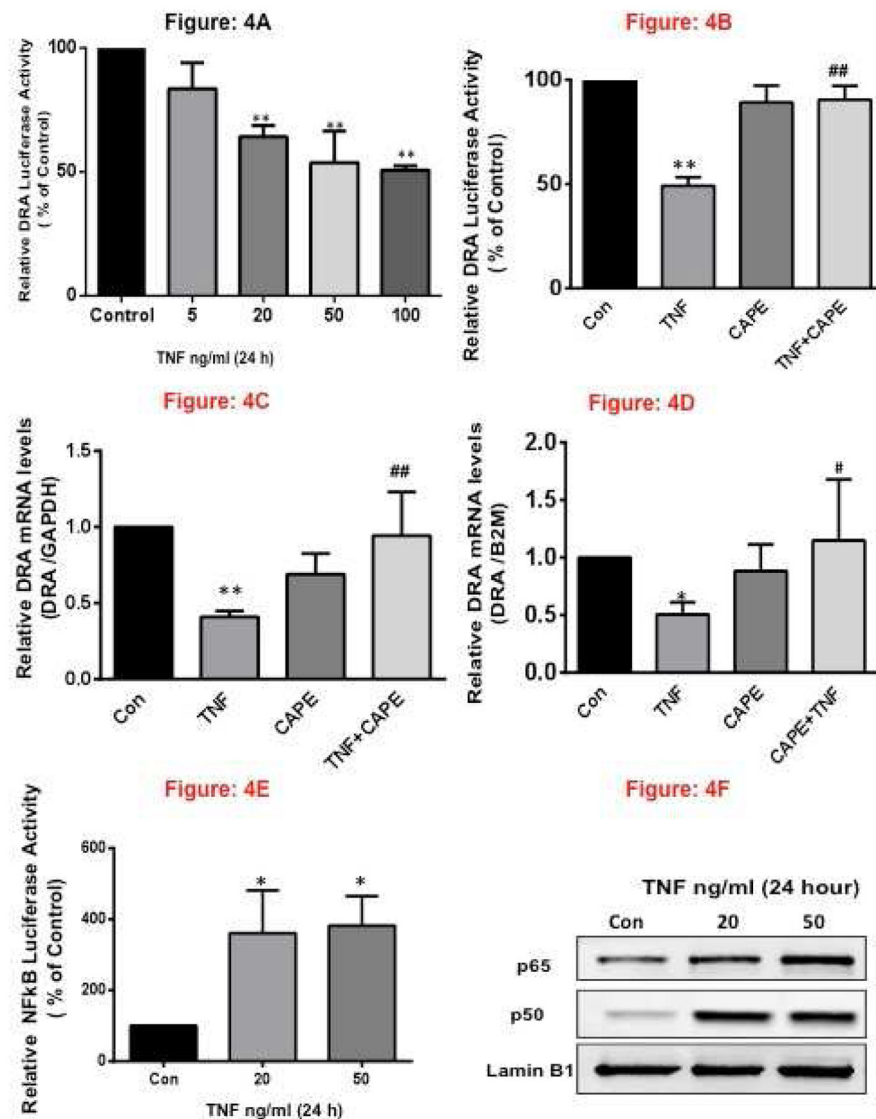 Figure: 4A
Relative DRA Luciferase Activity
( % of Control)
100
50
0
**
**
**
Control
5
20
50
100
TNF ng/ml (24 h)
Figure: 4B
Relative DRA Luciferase Activity
( % of Control)
100
50
0
**
##
Con
TNF
CAPE
TNF+CAPE
Figure: 4C
Relative DRA mRNA levels
(DRA /GAPDH)
1.5
1.0
0.5
0.0
**
##
Con
TNF
CAPE
TNF+CAPE
Figure: 4D
Relative DRA mRNA levels
(DRA /B2M)
2.0
1.5
1.0
0.5
0.0
*
#
Con
TNF
CAPE
CAPE+TNF
Figure: 4E
Relative NFkB Luciferase Activity
( % of Control)
600
400
200
0
*
*
Con
20
50
TNF ng/ml (24 h)
Figure: 4F
TNF ng/ml (24 hour)
Con
20
50
p65
p50
Lamin B1